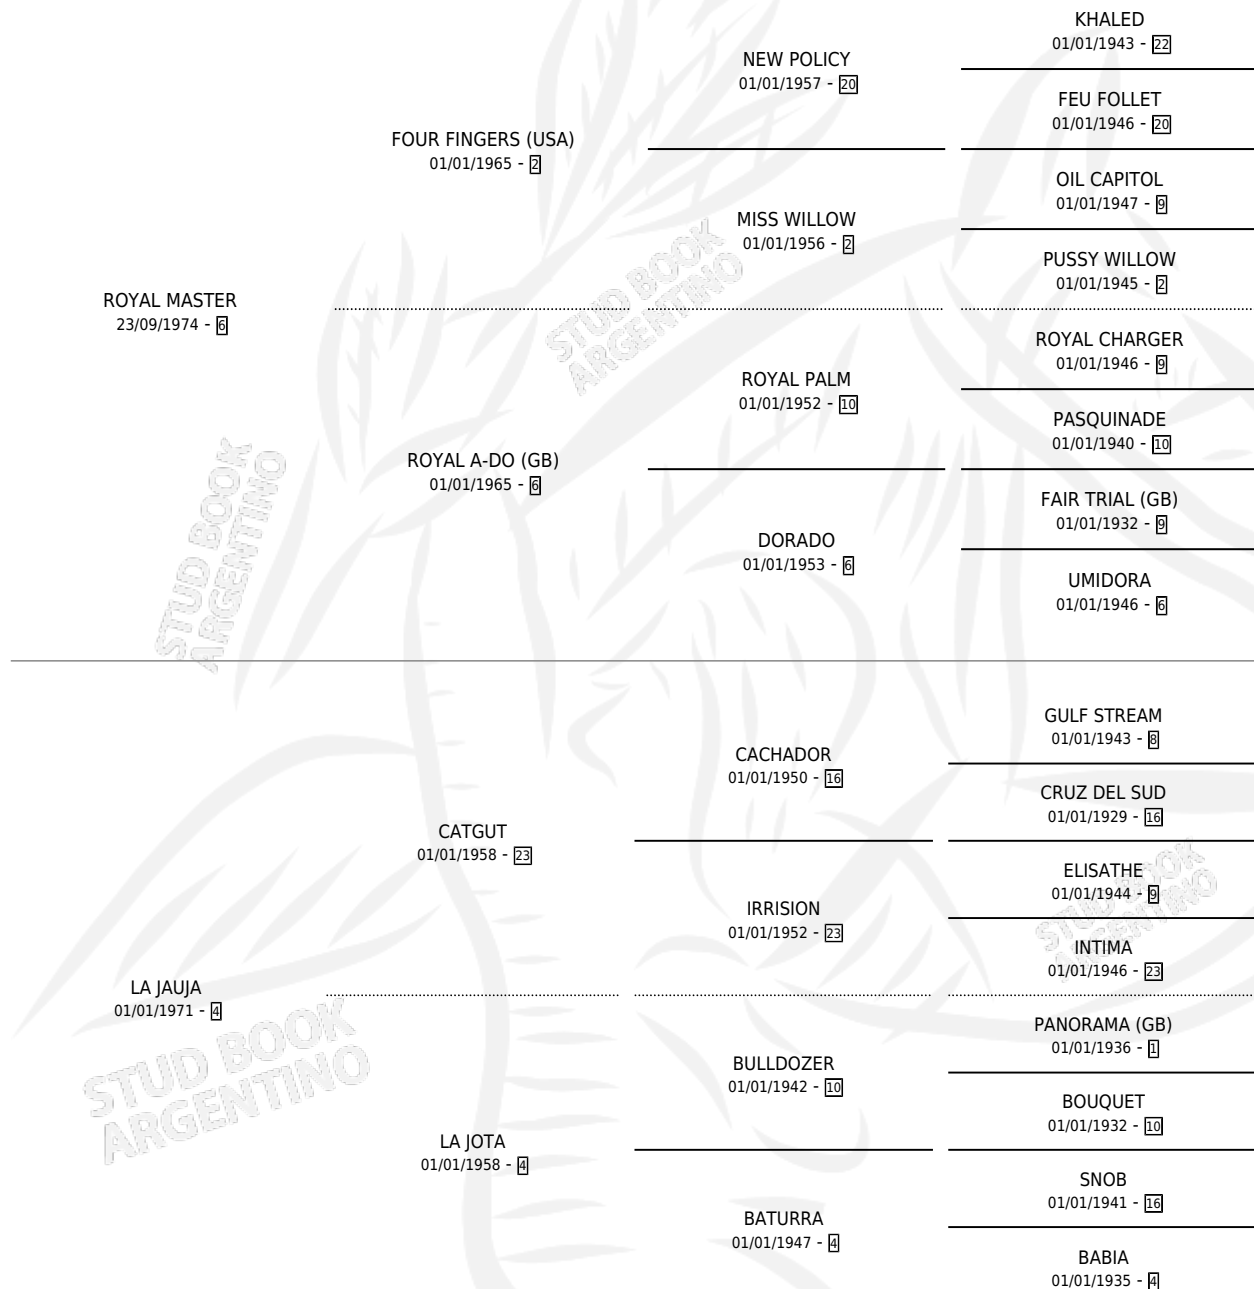 KHALED
01/01/1943 - 22
NEW POLICY
01/01/1957 - 20
FEU FOLLET
01/01/1946 - 20
FOUR FINGERS (USA)
01/01/1965 - 2
OIL CAPITOL
01/01/1947 - 9
MISS WILLOW
01/01/1956 - 2
PUSSY WILLOW
01/01/1945 - 2
ROYAL MASTER
23/09/1974 - 6
STUD BOOK
ARGENTINO
ROYAL CHARGER
01/01/1946 - 9
ROYAL PALM
01/01/1952 - 10
PASQUINADE
01/01/1940 - 10
ROYAL A-DO (GB)
01/01/1965 - 6
FAIR TRIAL (GB)
01/01/1932 - 9
DORADO
01/01/1953 - 6
UMIDORA
01/01/1946 - 6
STUD BOOK
ARGENTINO
GULF STREAM
01/01/1943 - 8
CACHADOR
01/01/1950 - 16
CRUZ DEL SUD
01/01/1929 - 16
CATGUT
01/01/1958 - 23
ELISATHE
01/01/1944 - 9
IRRISION
01/01/1952 - 23
INTIMA
01/01/1946 - 23
STUD BOOK
ARGENTINO
LA JAUJA
01/01/1971 - 4
PANORAMA (GB)
01/01/1936 - 1
BULLDOZER
01/01/1942 - 10
BOUQUET
01/01/1932 - 10
STUD BOOK
ARGENTINO
LA JOTA
01/01/1958 - 4
SNOB
01/01/1941 - 16
BATURRA
01/01/1947 - 4
BABIA
01/01/1935 - 4